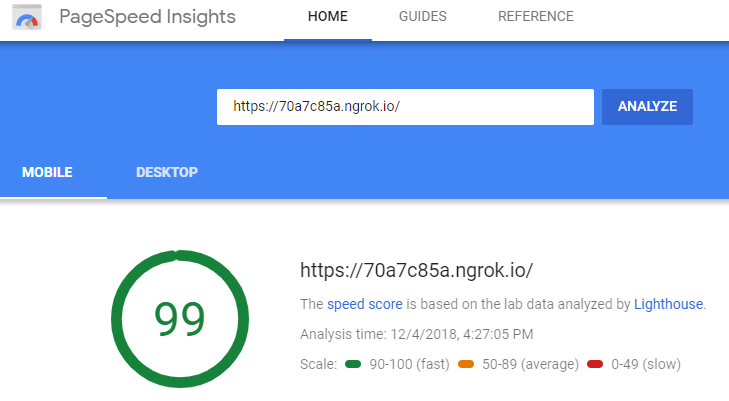 PageSpeed Insights HOME GUIDES REFERENCE
https://70a7c85a.ngrok.io/ ANALYZE
MOBILE DESKTOP
99
https://70a7c85a.ngrok.io/
The speed score is based on the lab data analyzed by Lighthouse.
Analysis time: 12/4/2018, 4:27:05 PM
Scale: 90-100 (fast) 50-89 (average) 0-49 (slow)